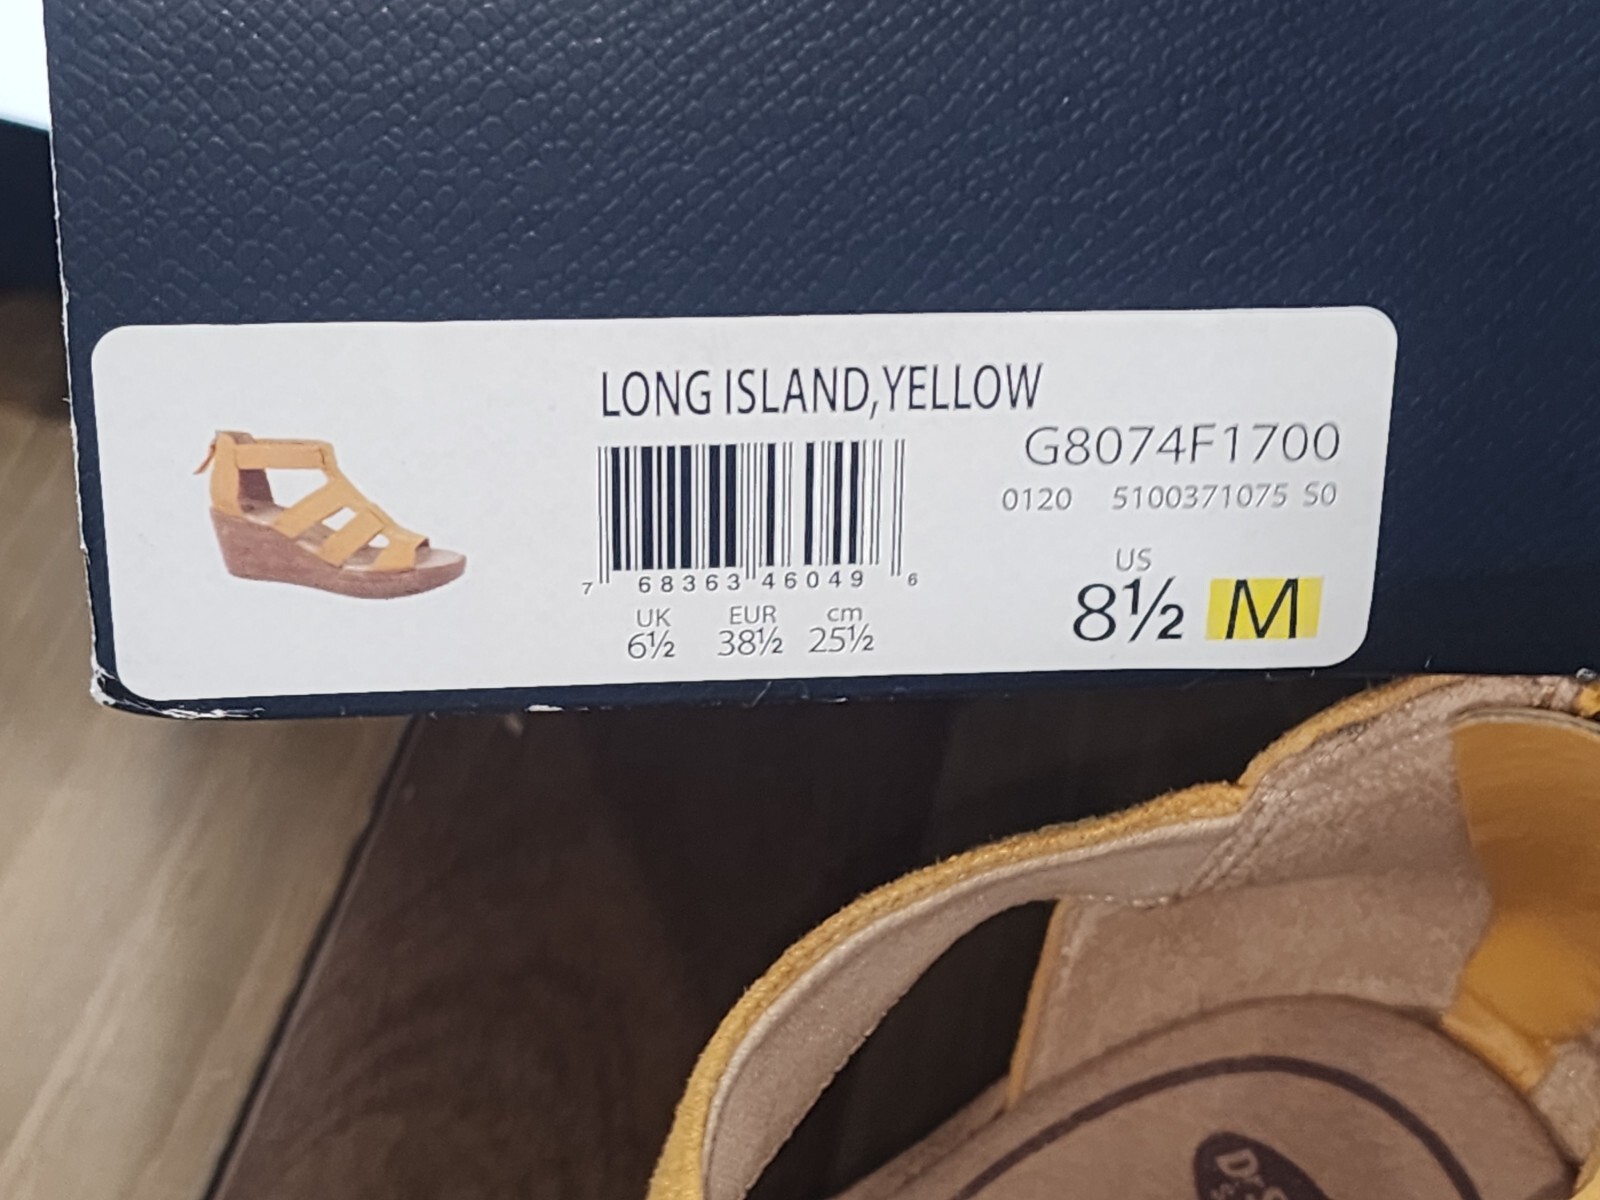 LONG ISLAND,YELLOW
G8074F1700
0120 5100371075 S0
7 68363 46049 6
UK EUR cm
6½ 38½ 25½
US
8½ M